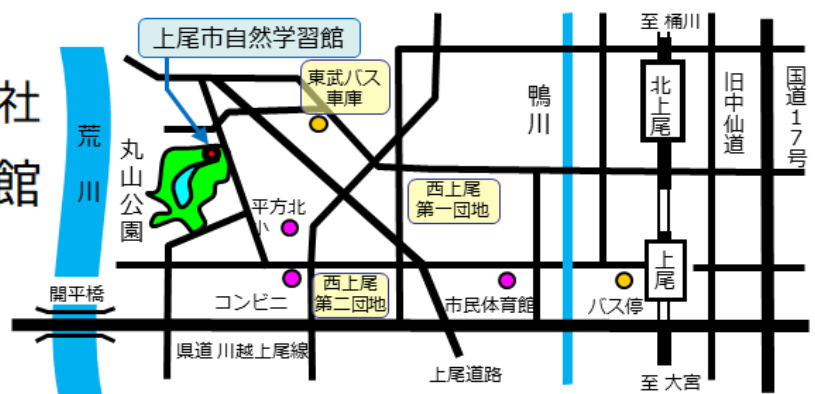 社
館
上尾市自然学習館
至 桶川
東武バス
車庫
北上尾
旧中仙道
国道17号
鴨川
荒川
丸山公園
平方北
小
西上尾
第一団地
上尾
開平橋
コンビニ
西上尾
第二団地
市民体育館
バス停
県道 川越上尾線
上尾道路
至 大宮